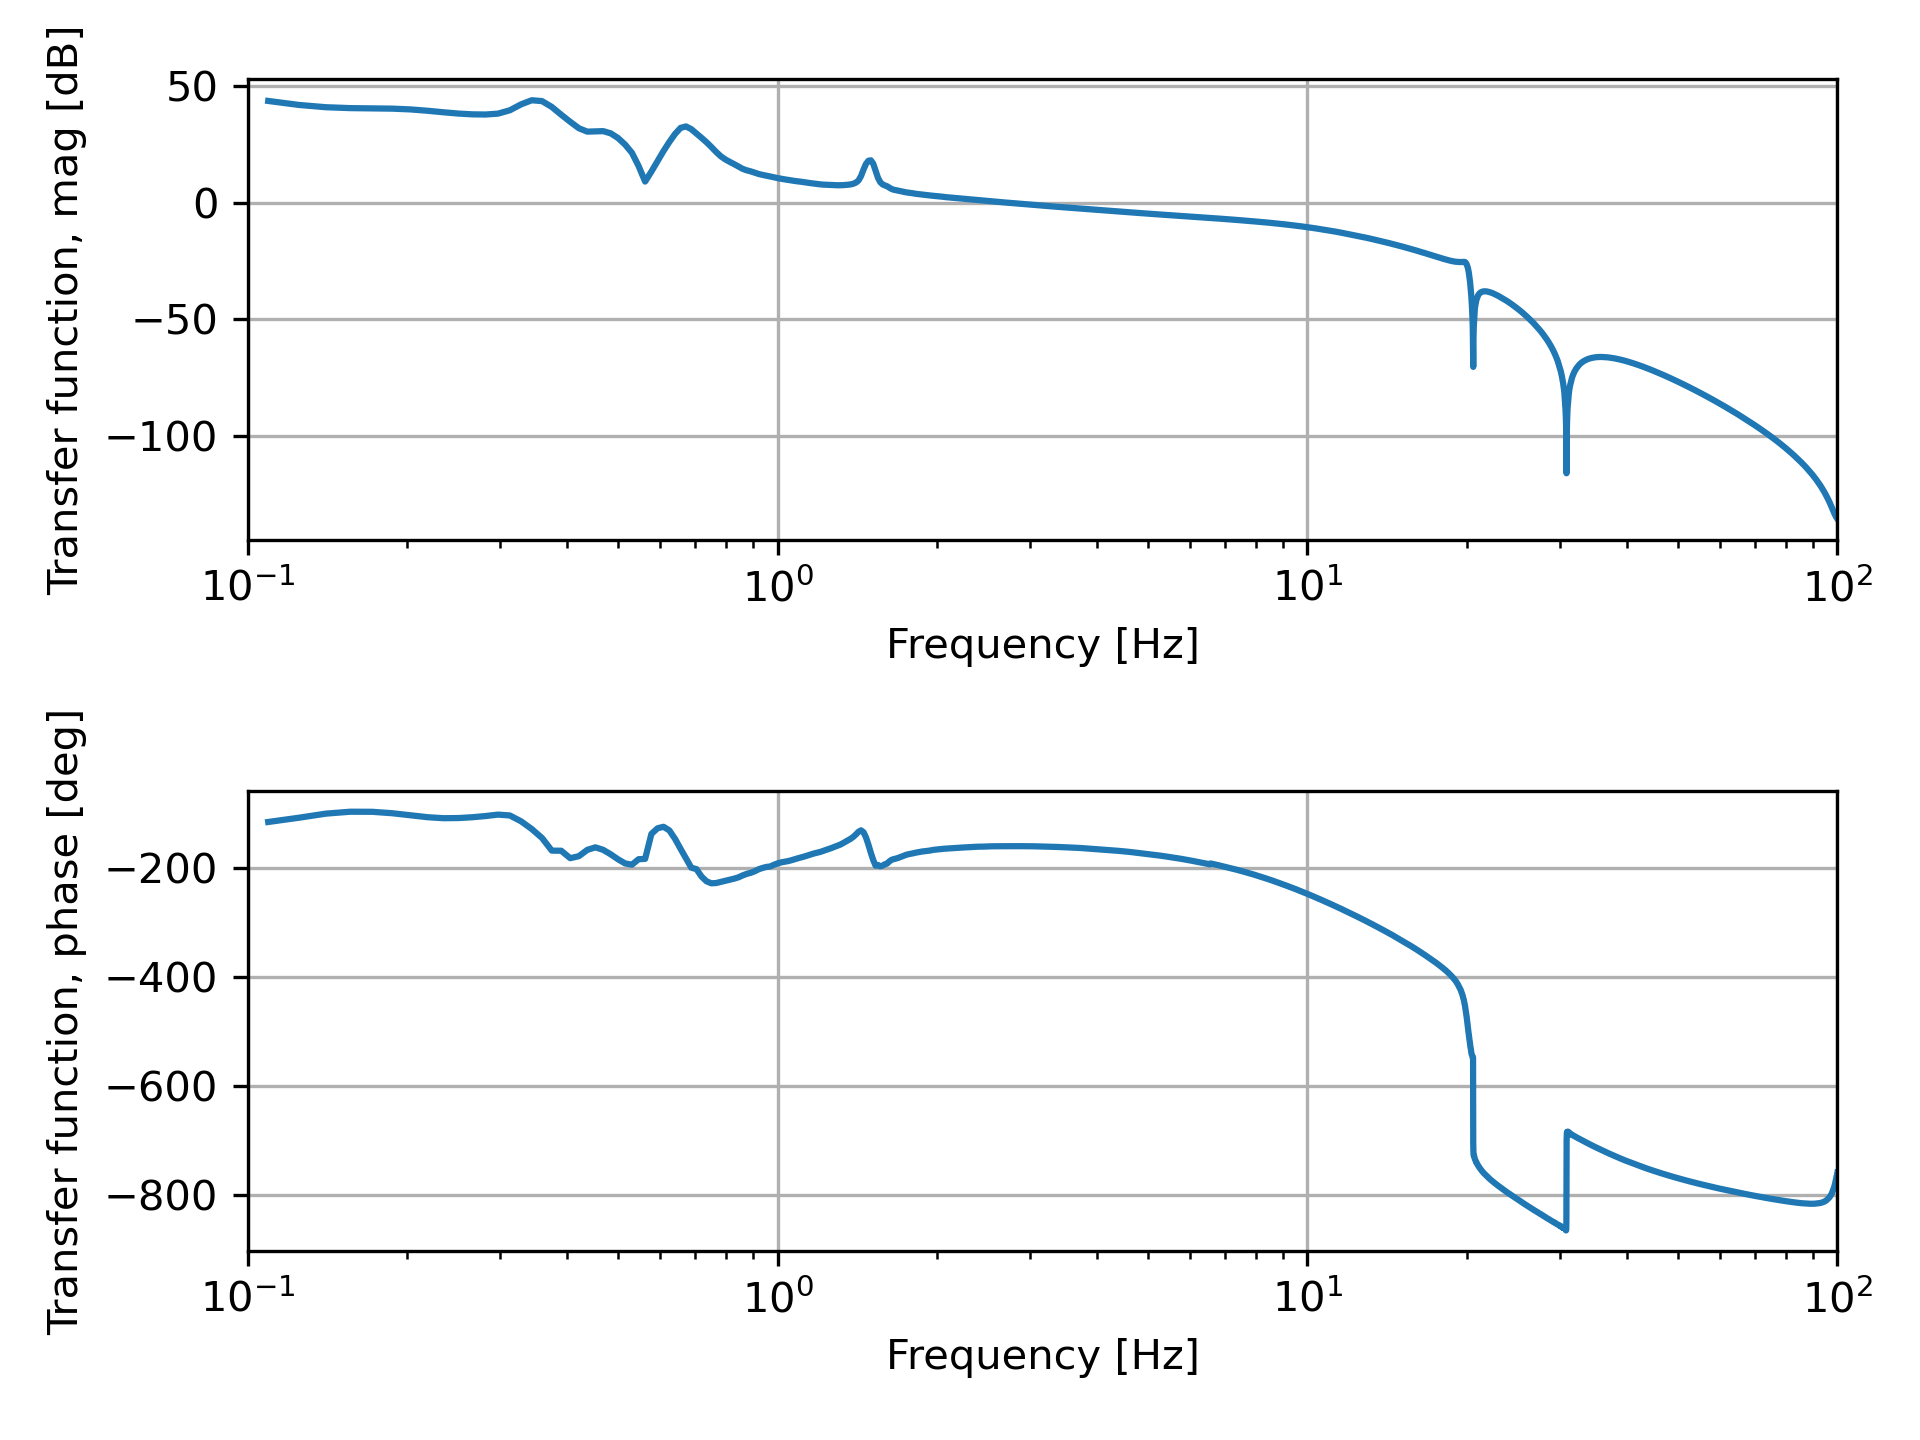 Transfer function, mag [dB]
50
0
−50
−100
10⁻¹ 10⁰ 10¹ 10²
Frequency [Hz]
Transfer function, phase [deg]
−200
−400
−600
−800
10⁻¹ 10⁰ 10¹ 10²
Frequency [Hz]